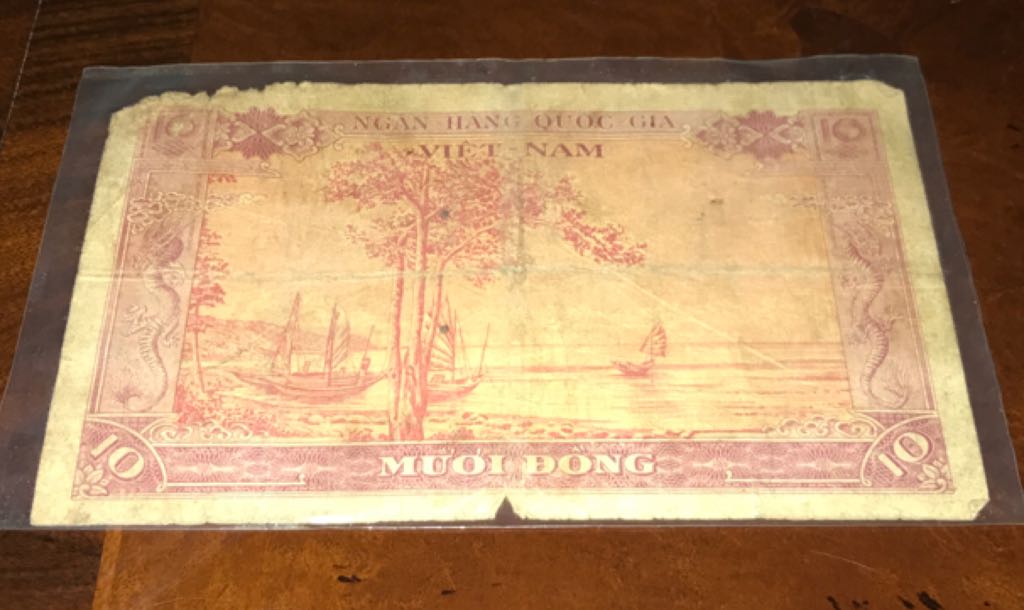 10 NGÂN HÀNG QUỐC GIA 10
VIỆT - NAM
10 MƯỜI ĐỒNG 10